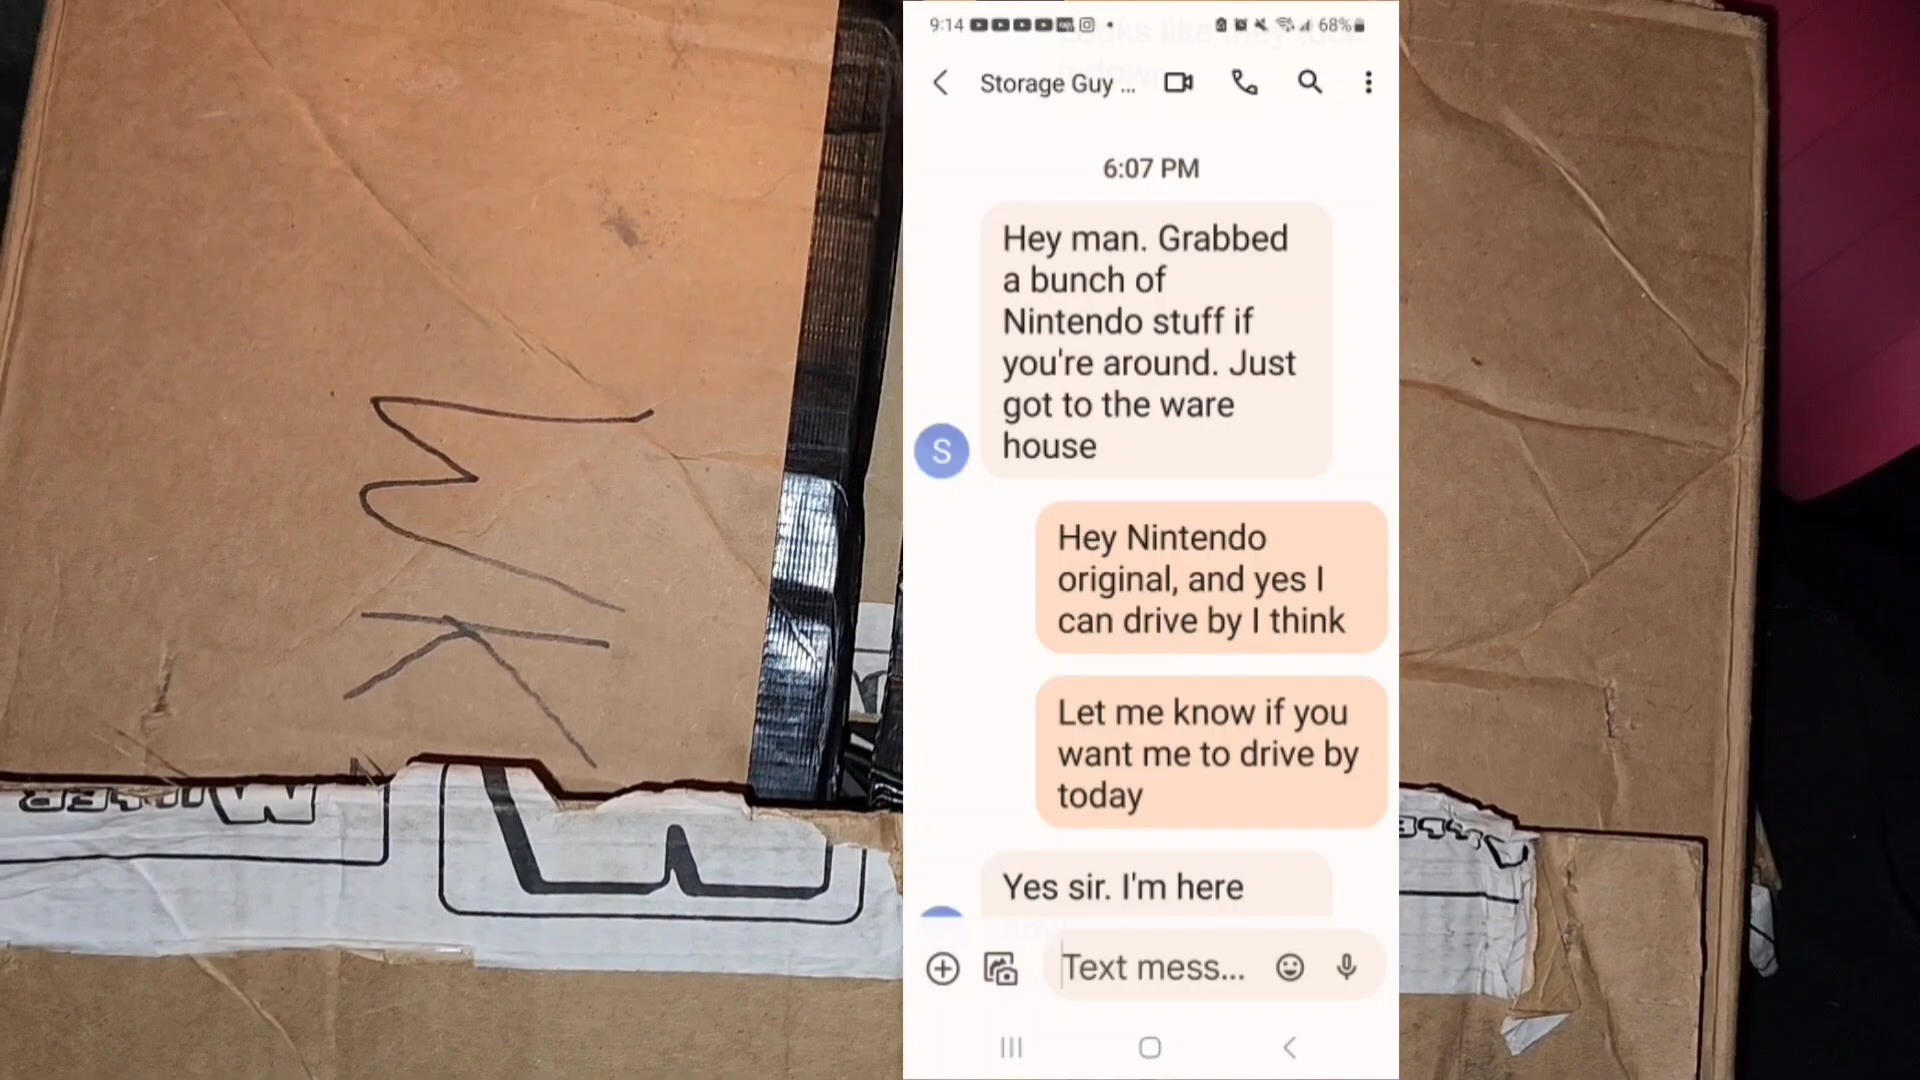 9:14
68%
Storage Guy ...
6:07 PM
Hey man. Grabbed
a bunch of
Nintendo stuff if
you're around. Just
got to the ware
house
S
Hey Nintendo
original, and yes I
can drive by I think
Let me know if you
want me to drive by
today
Yes sir. I'm here
Text mess...
WK